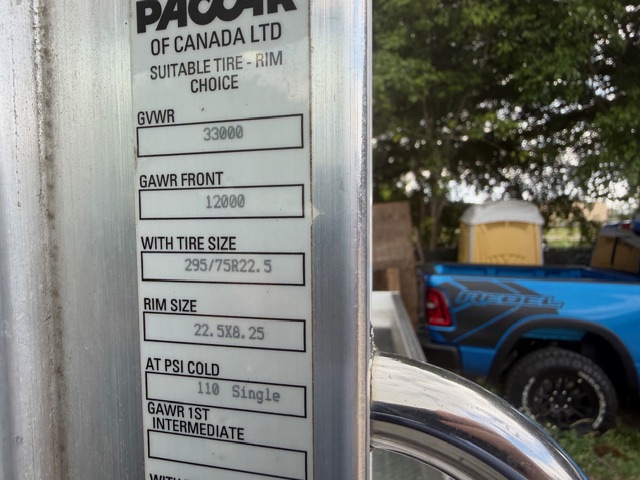 PACCAR
OF CANADA LTD
SUITABLE TIRE - RIM
CHOICE
GVWR
33000
GAWR FRONT
12000
WITH TIRE SIZE
295/75R22.5
RIM SIZE
22.5X8.25
AT PSI COLD
110 Single
GAWR 1ST
INTERMEDIATE
REBEL